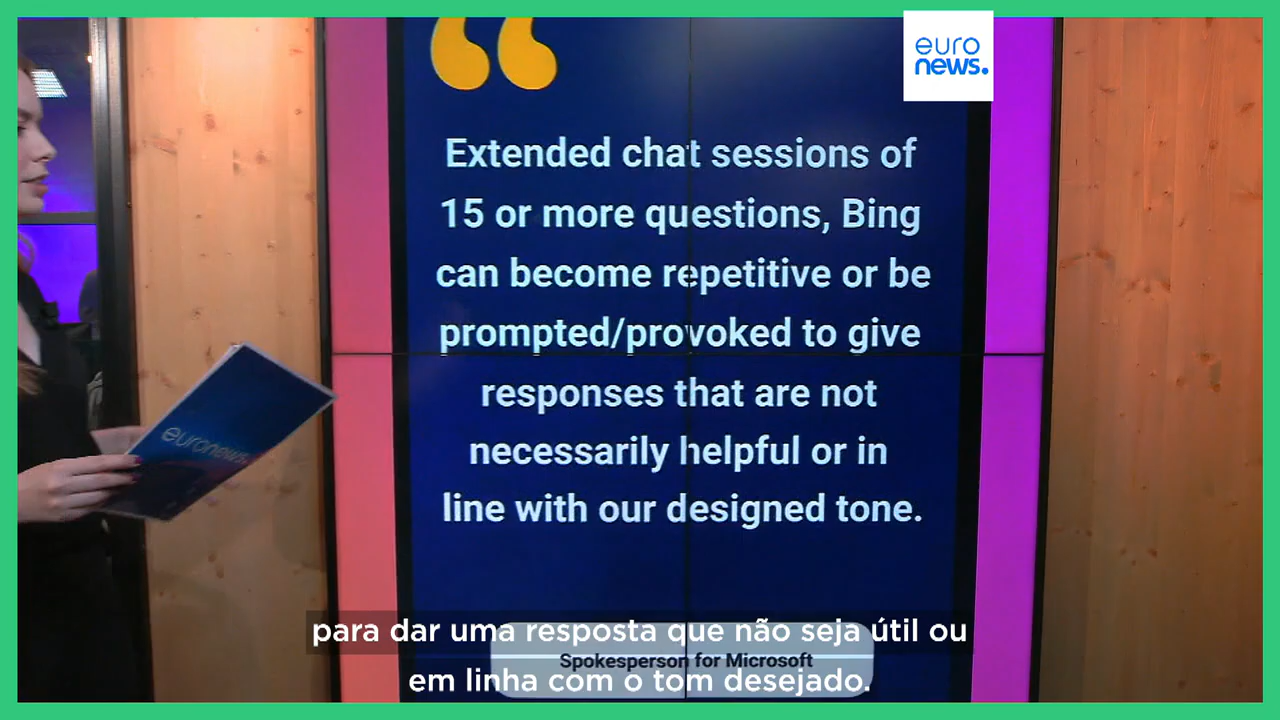 euro
news.
Extended chat sessions of
15 or more questions, Bing
can become repetitive or be
prompted/provoked to give
responses that are not
necessarily helpful or in
line with our designed tone.
euronews.
para dar uma resposta que não seja útil ou
Spokesperson for Microsoft
em linha com o tom desejado.